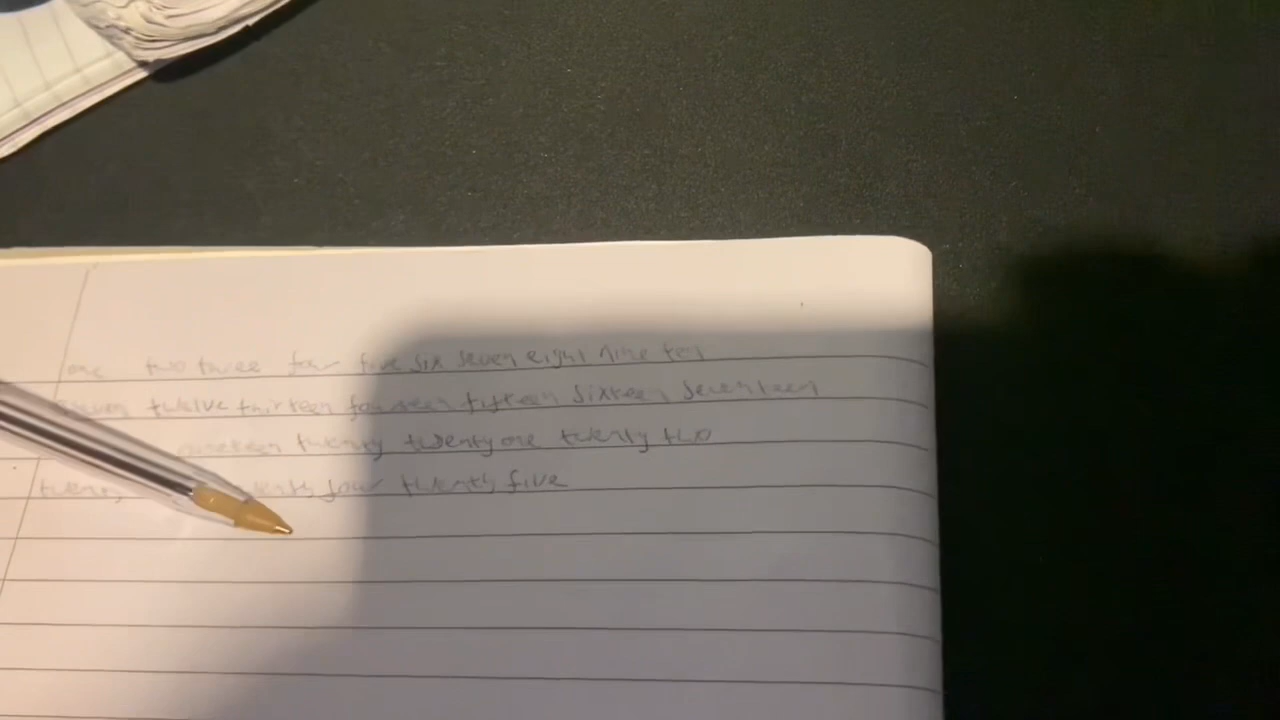 one two three four five six seven eight nine ten
twelve thirteen fourteen fifteen sixteen seventeen
nineteen twenty twenty one twenty two
four twenty five